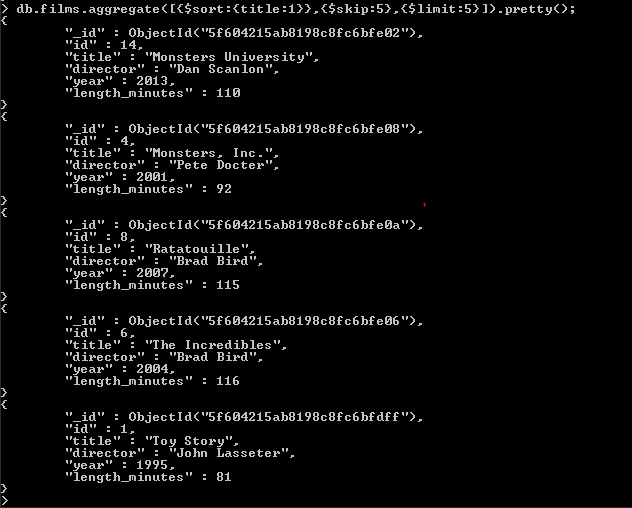 > db.films.aggregate([{$sort:{title:1}},{$skip:5},{$limit:5}]).pretty();
{
"_id" : ObjectId("5f604215ab8198c8fc6bfe02"),
"id" : 14,
"title" : "Monsters University",
"director" : "Dan Scanlon",
"year" : 2013,
"length_minutes" : 110
}
{
"_id" : ObjectId("5f604215ab8198c8fc6bfe08"),
"id" : 4,
"title" : "Monsters, Inc.",
"director" : "Pete Docter",
"year" : 2001,
"length_minutes" : 92
}
{
"_id" : ObjectId("5f604215ab8198c8fc6bfe0a"),
"id" : 8,
"title" : "Ratatouille",
"director" : "Brad Bird",
"year" : 2007,
"length_minutes" : 115
}
{
"_id" : ObjectId("5f604215ab8198c8fc6bfe06"),
"id" : 6,
"title" : "The Incredibles",
"director" : "Brad Bird",
"year" : 2004,
"length_minutes" : 116
}
{
"_id" : ObjectId("5f604215ab8198c8fc6bfdff"),
"id" : 1,
"title" : "Toy Story",
"director" : "John Lasseter",
"year" : 1995,
"length_minutes" : 81
}
>